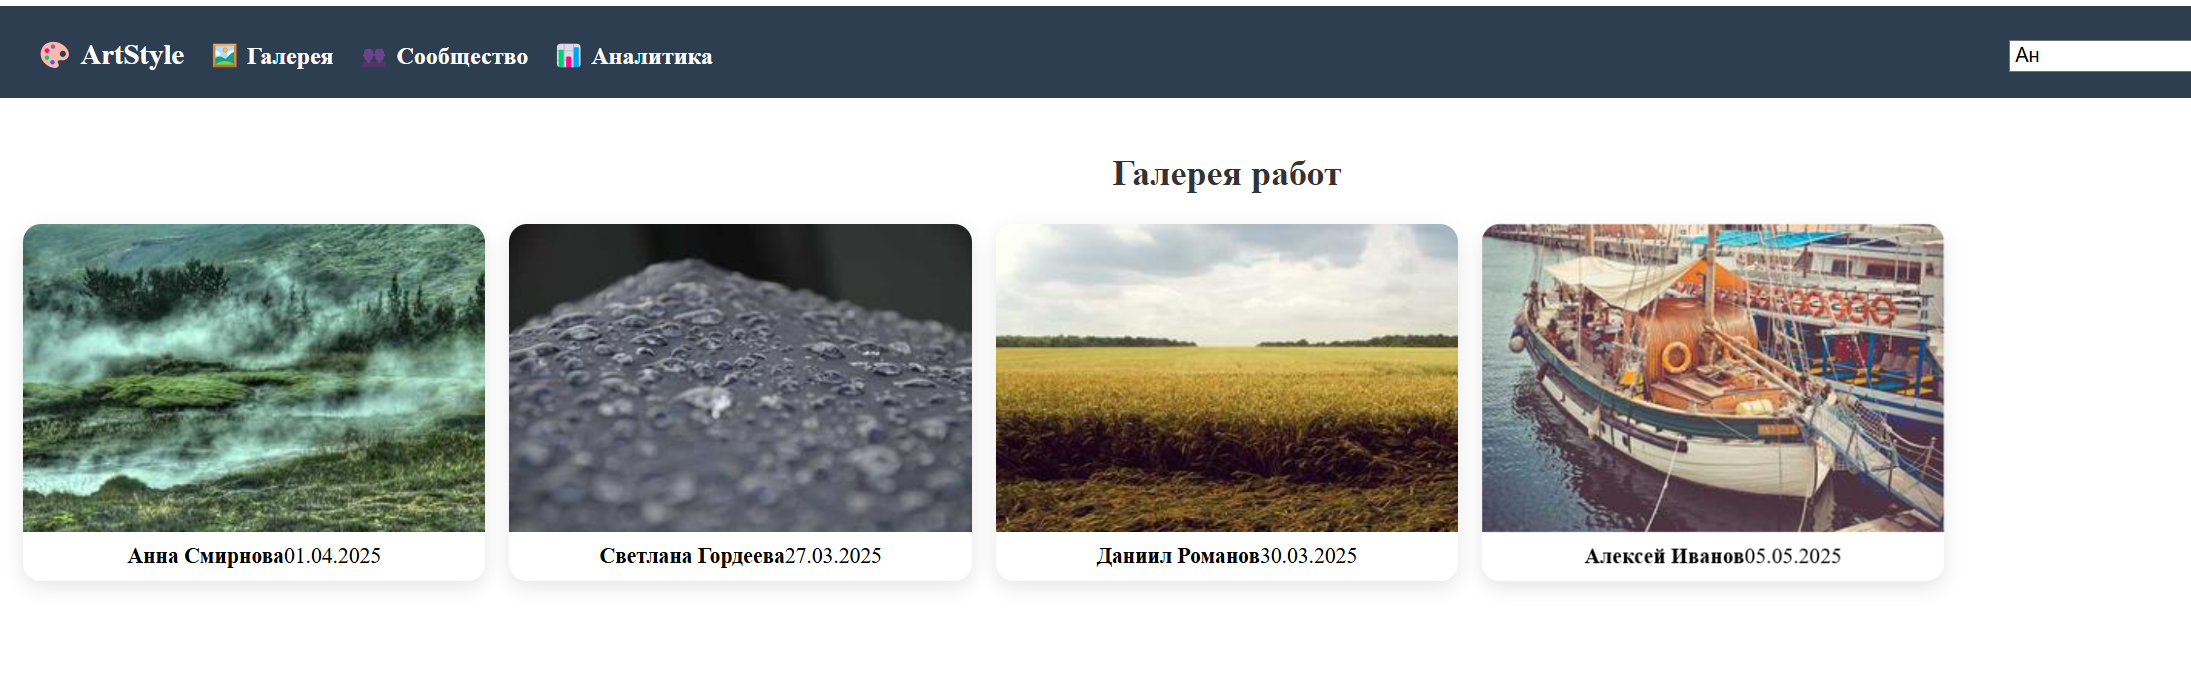 ArtStyle Галерея Сообщество Аналитика Ан
Галерея работ
Анна Смирнова01.04.2025
Светлана Гордеева27.03.2025
Даниил Романов30.03.2025
Алексей Иванов05.05.2025